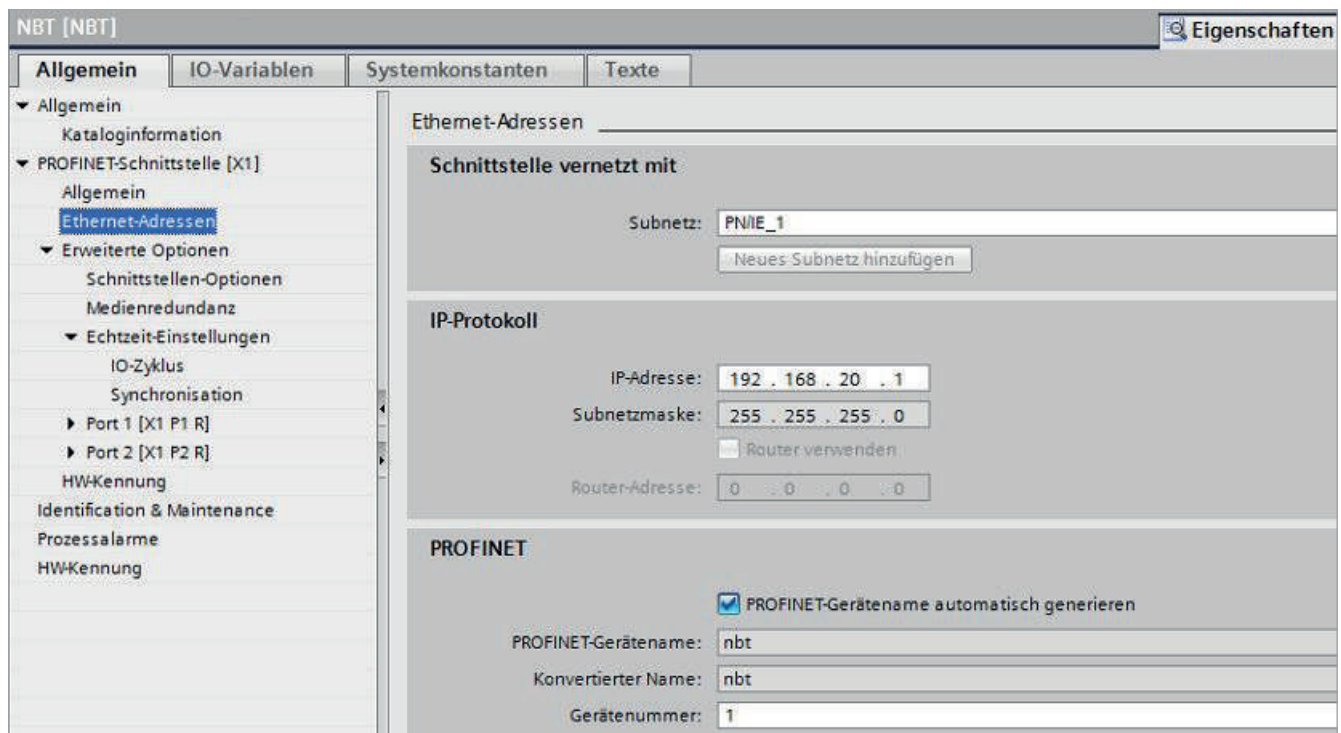 NBT [NBT]
Eigenschaften
Allgemein
IO-Variablen
Systemkonstanten
Texte
Allgemein
Kataloginformation
PROFINET-Schnittstelle [X1]
Allgemein
Ethernet-Adressen
Erweiterte Optionen
Schnittstellen-Optionen
Medienredundanz
Echtzeit-Einstellungen
IO-Zyklus
Synchronisation
Port 1 [X1 P1 R]
Port 2 [X1 P2 R]
HW-Kennung
Identification & Maintenance
Prozessalarme
HW-Kennung
Ethernet-Adressen
Schnittstelle vernetzt mit
Subnetz: PN/IE_1
Neues Subnetz hinzufügen
IP-Protokoll
IP-Adresse: 192 . 168 . 20 . 1
Subnetzmaske: 255 . 255 . 255 . 0
Router verwenden
Router-Adresse: 0 . 0 . 0 . 0
PROFINET
PROFINET-Gerätename automatisch generieren
PROFINET-Gerätename: nbt
Konvertierter Name: nbt
Gerätenummer: 1